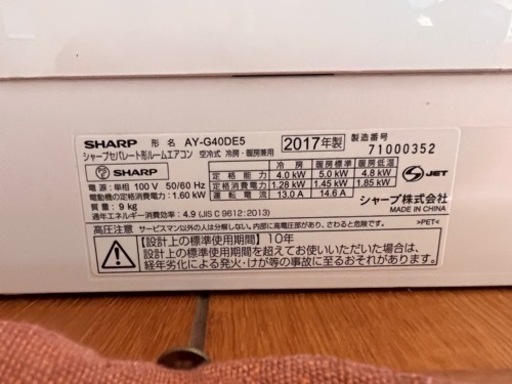 SHARP 形 名 AY-G40DE5 2017年製 製造番号
シャープセパレート形ルームエアコン 空冷式 冷房・暖房兼用 71000352
PS E SHARP
冷 房 暖房標準 暖房低温
定 格 能 力 4.0 kW 5.0 kW 4.8 kW
電 源:単相 100 V 50/60 Hz 定格消費電力 1.28 kW 1.45 kW 1.85 kW
電動機の定格消費電力:1.60 kW 運 転 電 流 13.0 A 14.6 A
JET
質 量:9 kg シャープ株式会社
通年エネルギー消費効率:4.9 (JIS C 9612:2013) MADE IN CHINA
高圧注意 サービスマン以外の人は分解しないでください。内部に高電圧部があり、さわると危険です。 >PET<
【設計上の標準使用期間】10年
設計上の標準使用期間を超えてお使いいただいた場合は、
経年劣化による発火・けが等の事故に至るおそれがあります。